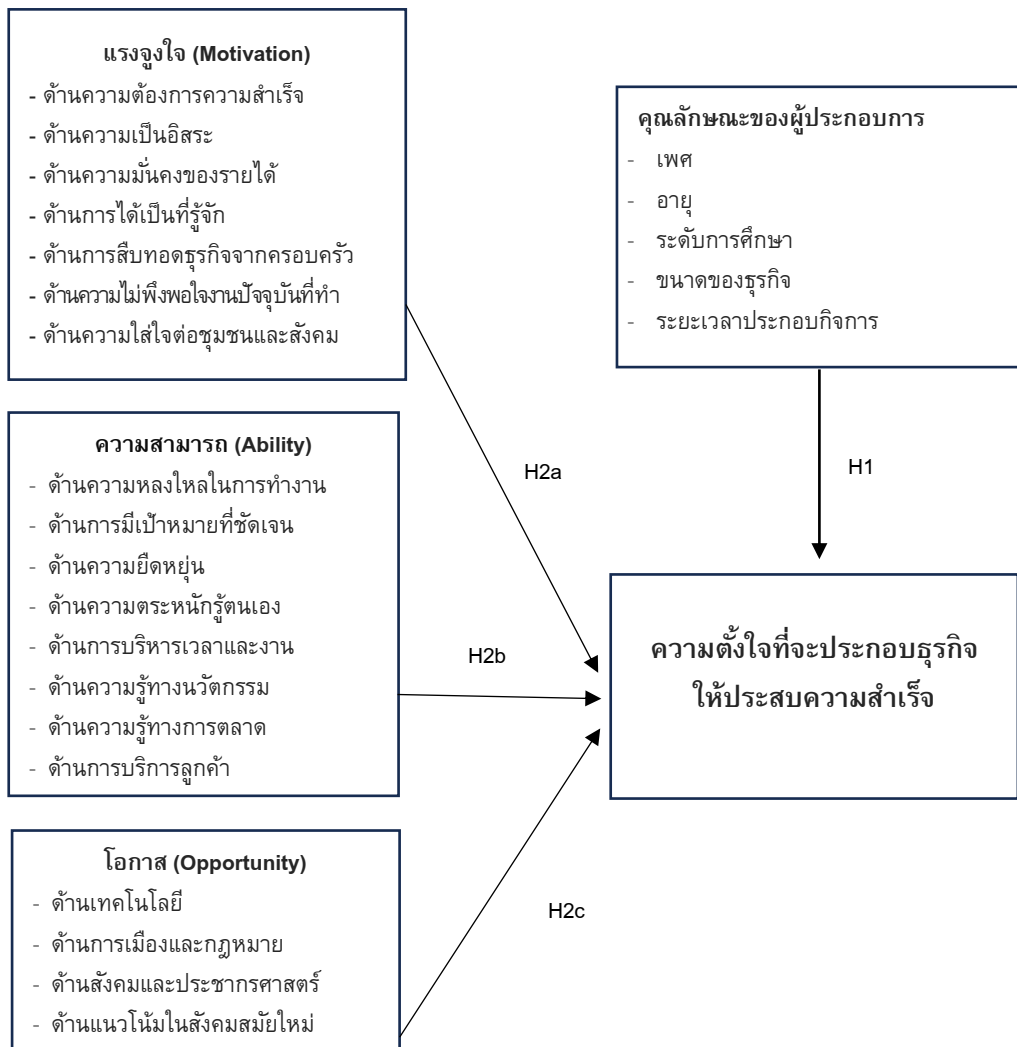 แรงจูงใจ (Motivation)
- ด้านความต้องการความสำเร็จ
- ด้านความเป็นอิสระ
- ด้านความมั่นคงของรายได้
- ด้านการได้เป็นที่รู้จัก
- ด้านการสืบทอดธุรกิจจากครอบครัว
- ด้านความไม่พึงพอใจงานปัจจุบันที่ทำ
- ด้านความใส่ใจต่อชุมชนและสังคม
คุณลักษณะของผู้ประกอบการ
- เพศ
- อายุ
- ระดับการศึกษา
- ขนาดของธุรกิจ
- ระยะเวลาประกอบกิจการ
ความสามารถ (Ability)
- ด้านความหลงใหลในการทำงาน
- ด้านการมีเป้าหมายที่ชัดเจน
- ด้านความยืดหยุ่น
- ด้านความตระหนักรู้ตนเอง
- ด้านการบริหารเวลาและงาน
- ด้านความรู้ทางนวัตกรรม
- ด้านความรู้ทางการตลาด
- ด้านการบริการลูกค้า
H2a
H1
H2b
ความตั้งใจที่จะประกอบธุรกิจ
ให้ประสบความสำเร็จ
โอกาส (Opportunity)
- ด้านเทคโนโลยี
- ด้านการเมืองและกฎหมาย
- ด้านสังคมและประชากรศาสตร์
- ด้านแนวโน้มในสังคมสมัยใหม่
H2c